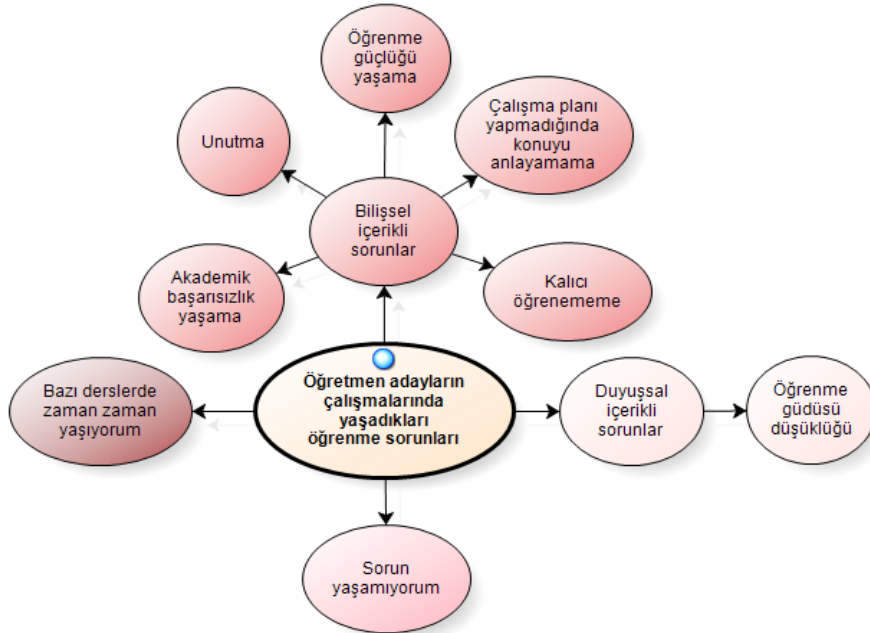 Öğrenme
güçlüğü
yaşama
Çalışma planı
yapmadığında
konuyu
anlayamama
Unutma
Bilişsel
içerikli
sorunlar
Akademik
başarısızlık
yaşama
Kalıcı
öğrenememe
Bazı derslerde
zaman zaman
yaşıyorum
Öğretmen adayların
çalışmalarında
yaşadıkları
öğrenme sorunları
Duyuşsal
içerikli
sorunlar
Öğrenme
güdüsü
düşüklüğü
Sorun
yaşamıyorum